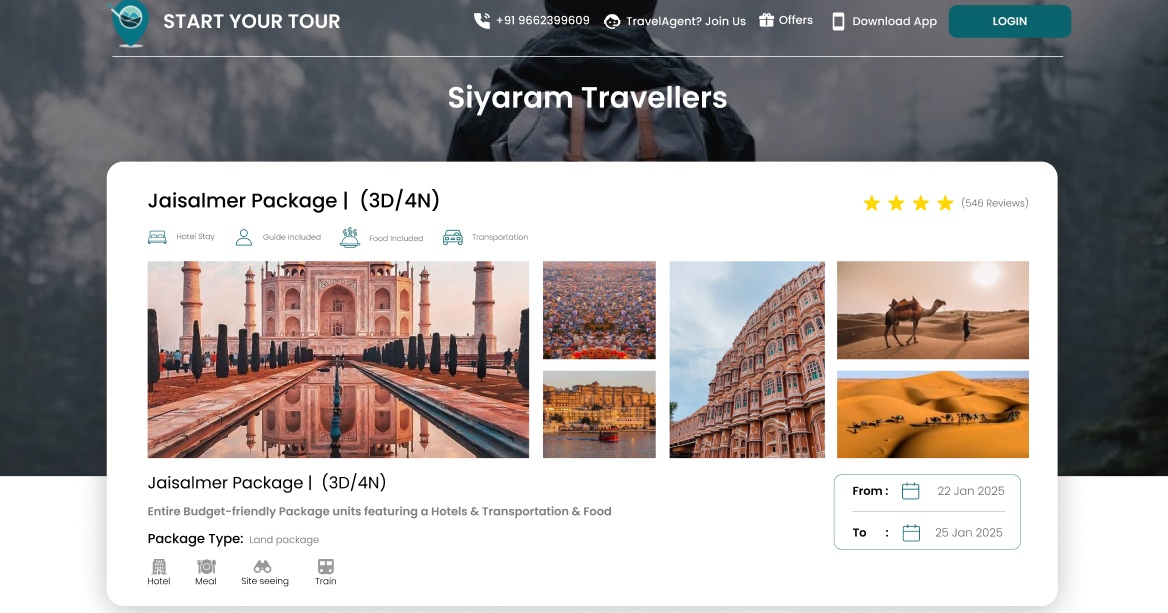 START YOUR TOUR
+91 9662399609
TravelAgent? Join Us
Offers
Download App
LOGIN
Siyaram Travellers
Jaisalmer Package | (3D/4N)
(546 Reviews)
Hotel Stay
Guide included
Food Included
Transportation
Jaisalmer Package | (3D/4N)
Entire Budget-friendly Package units featuring a Hotels & Transportation & Food
Package Type: Land package
Hotel
Meal
Site seeing
Train
From : 22 Jan 2025
To : 25 Jan 2025